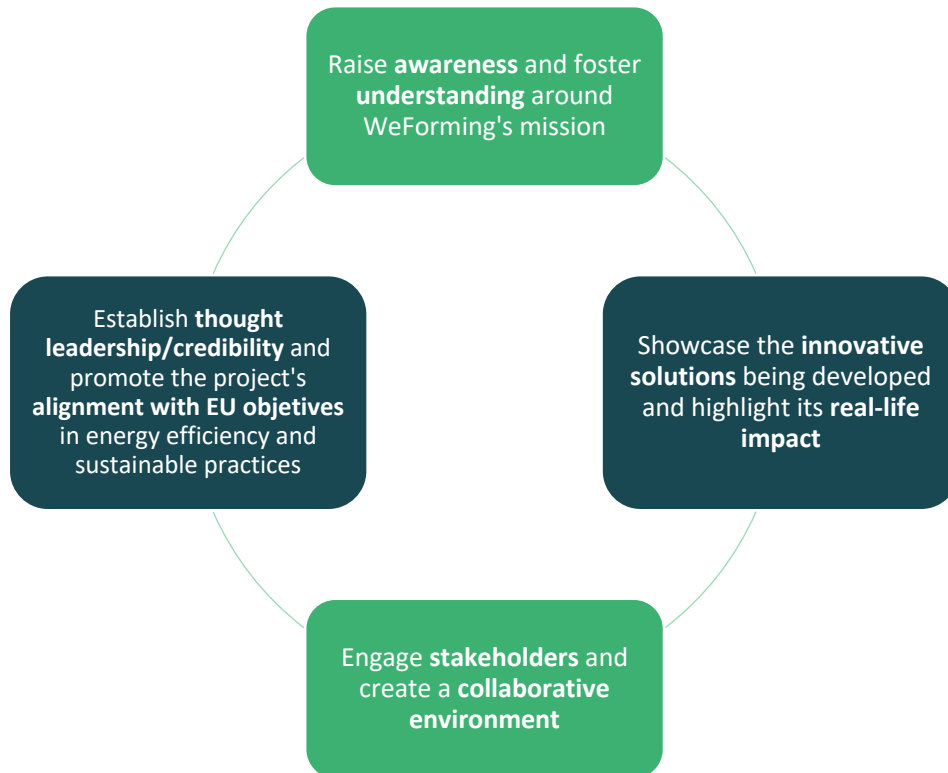 Raise awareness and foster
understanding around
WeForming's mission
Establish thought
leadership/credibility and
promote the project's
alignment with EU objetives
in energy efficiency and
sustainable practices
Showcase the innovative
solutions being developed
and highlight its real-life
impact
Engage stakeholders and
create a collaborative
environment